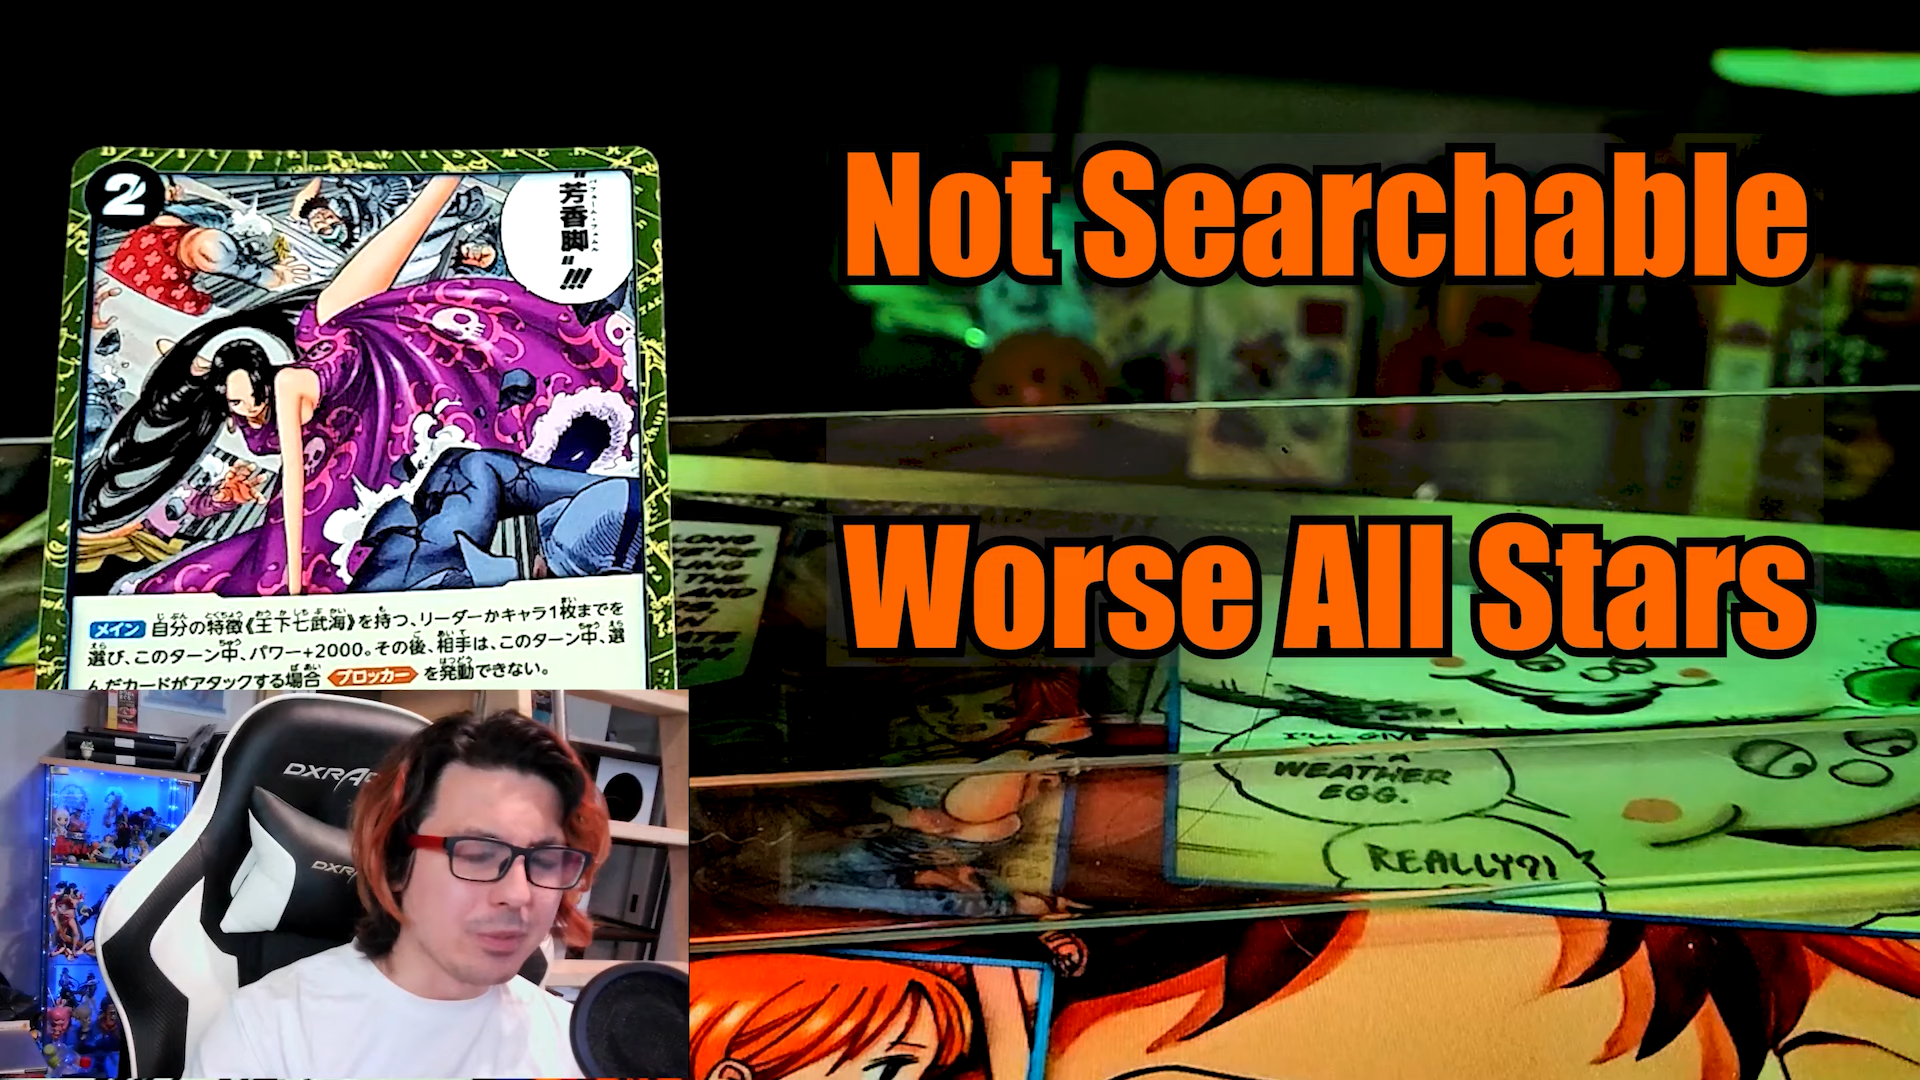 Not Searchable
Worse All Stars
2
"芳香脚"!!!
メイン 自分の特徴《王下七武海》を持つ、リーダーかキャラ1枚までを
選び、このターン中、パワー+2000。その後、相手は、このターン中、選
んだカードがアタックする場合 ブロッカー を発動できない。
I'LL GIVE
WEATHER
EGG.
REALLY?!
DXRA
DXR